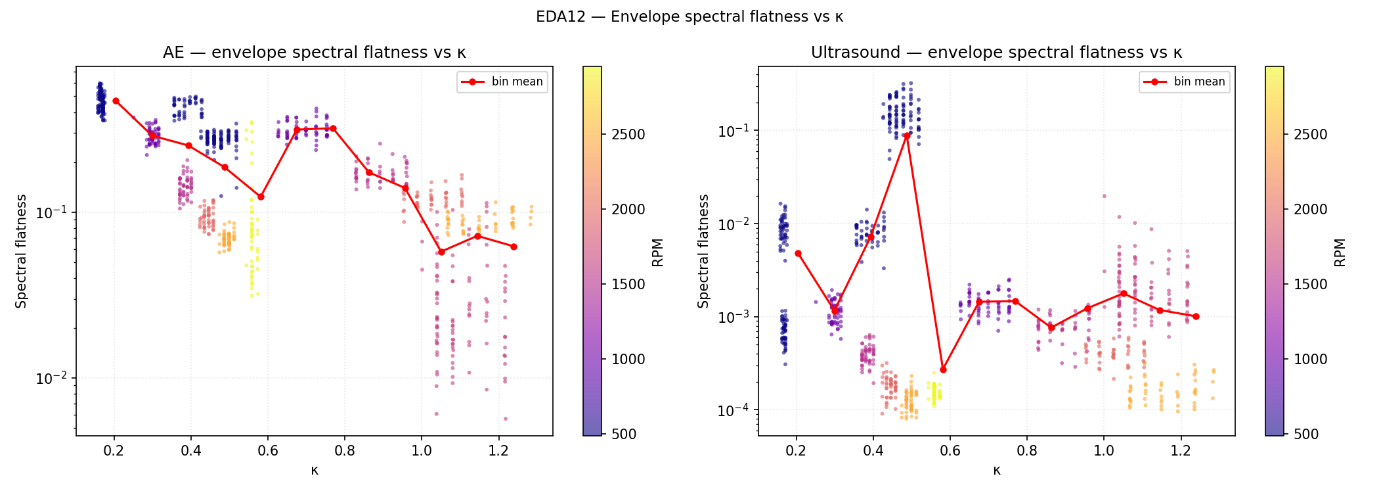 EDA12 — Envelope spectral flatness vs κ
AE — envelope spectral flatness vs κ
Spectral flatness
10⁻¹
10⁻²
0.2 0.4 0.6 0.8 1.0 1.2
κ
bin mean
2500
2000
1500
1000
500
RPM
Ultrasound — envelope spectral flatness vs κ
Spectral flatness
10⁻¹
10⁻²
10⁻³
10⁻⁴
0.2 0.4 0.6 0.8 1.0 1.2
κ
bin mean
2500
2000
1500
1000
500
RPM